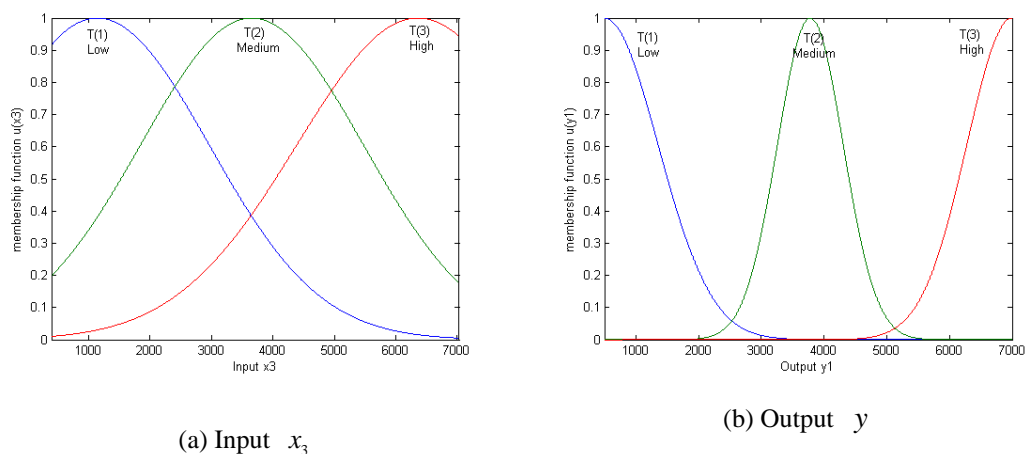 1
0.9
0.8
0.7
0.6
0.5
0.4
0.3
0.2
0.1
0
membership function u(x3)
T(1)
Low
T(2)
Medium
T(3)
High
1000 2000 3000 4000 5000 6000 7000
Input x3
(a) Input x₃
1
0.9
0.8
0.7
0.6
0.5
0.4
0.3
0.2
0.1
0
membership function u(y1)
T(1)
Low
T(2)
Medium
T(3)
High
1000 2000 3000 4000 5000 6000 7000
Output y1
(b) Output y